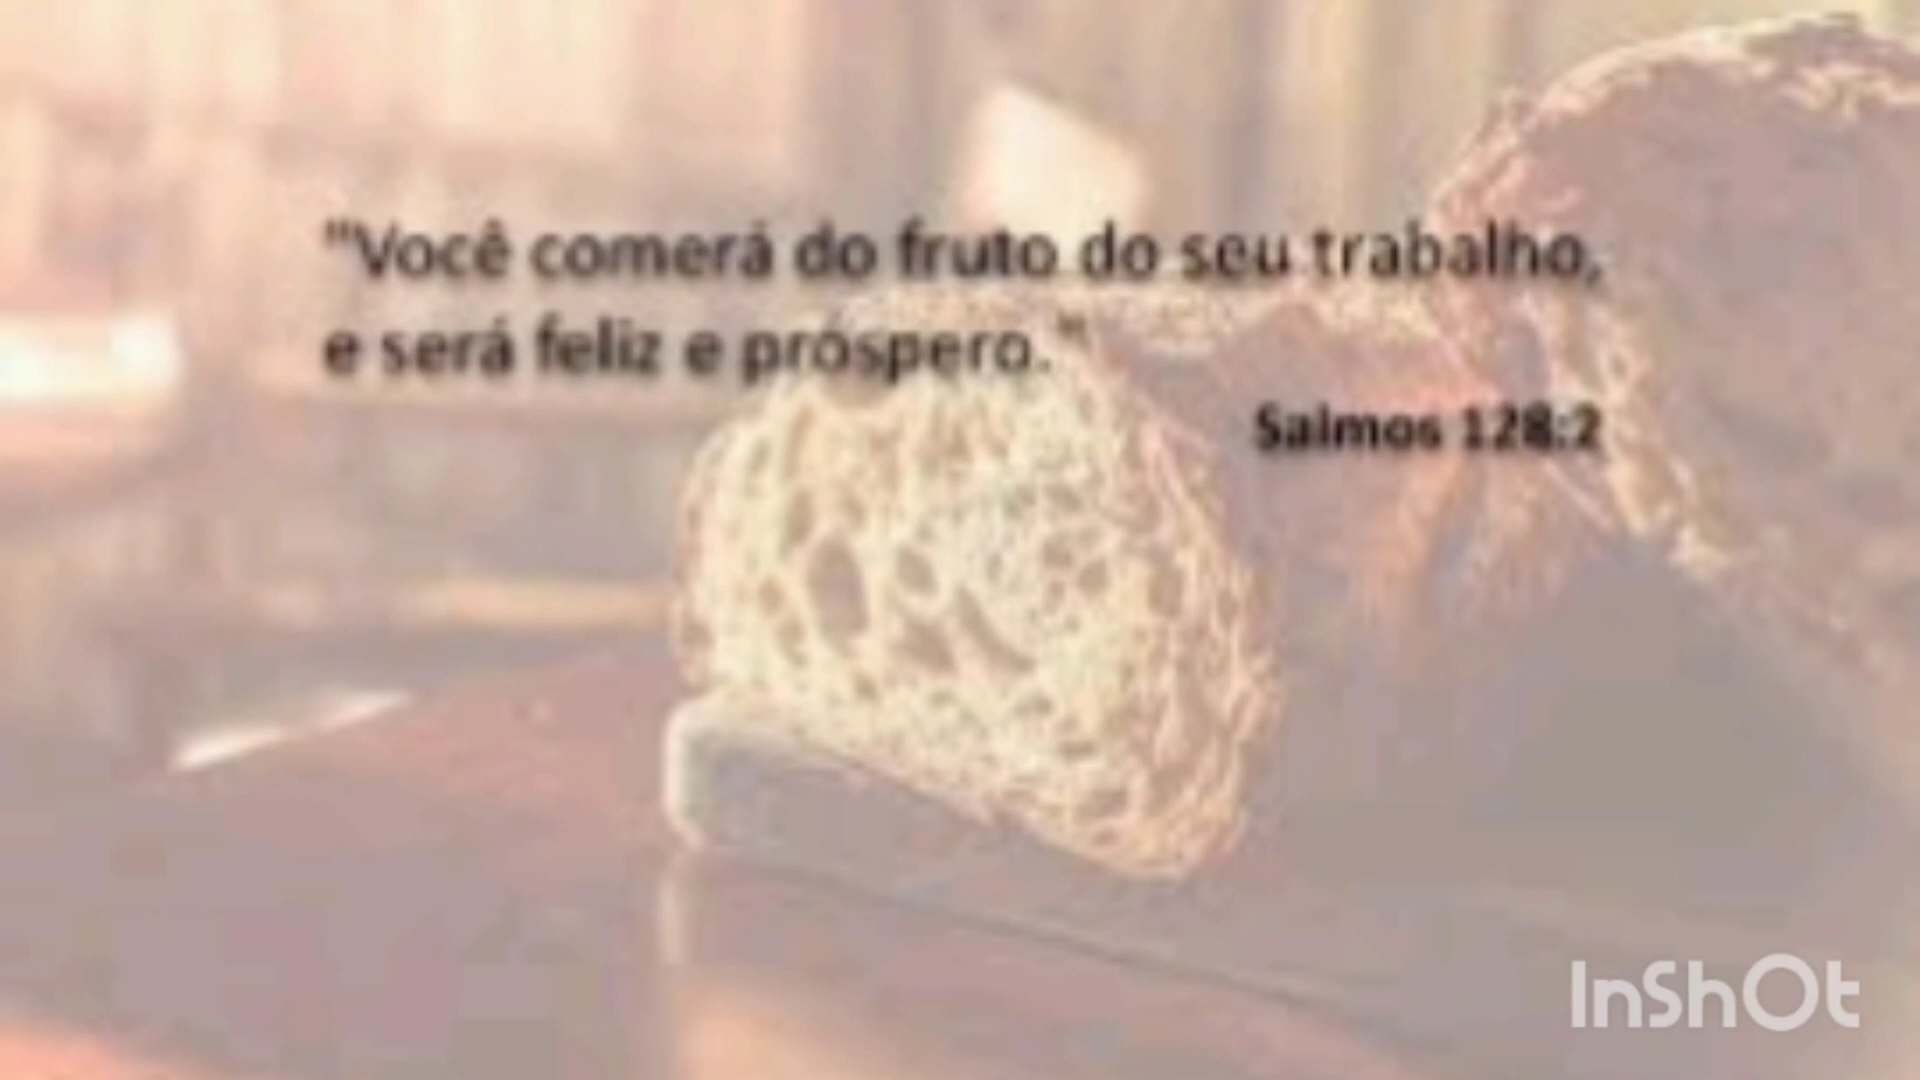 "Você comerá do fruto do seu trabalho,
e será feliz e próspero."
Salmos 128:2
InShOt